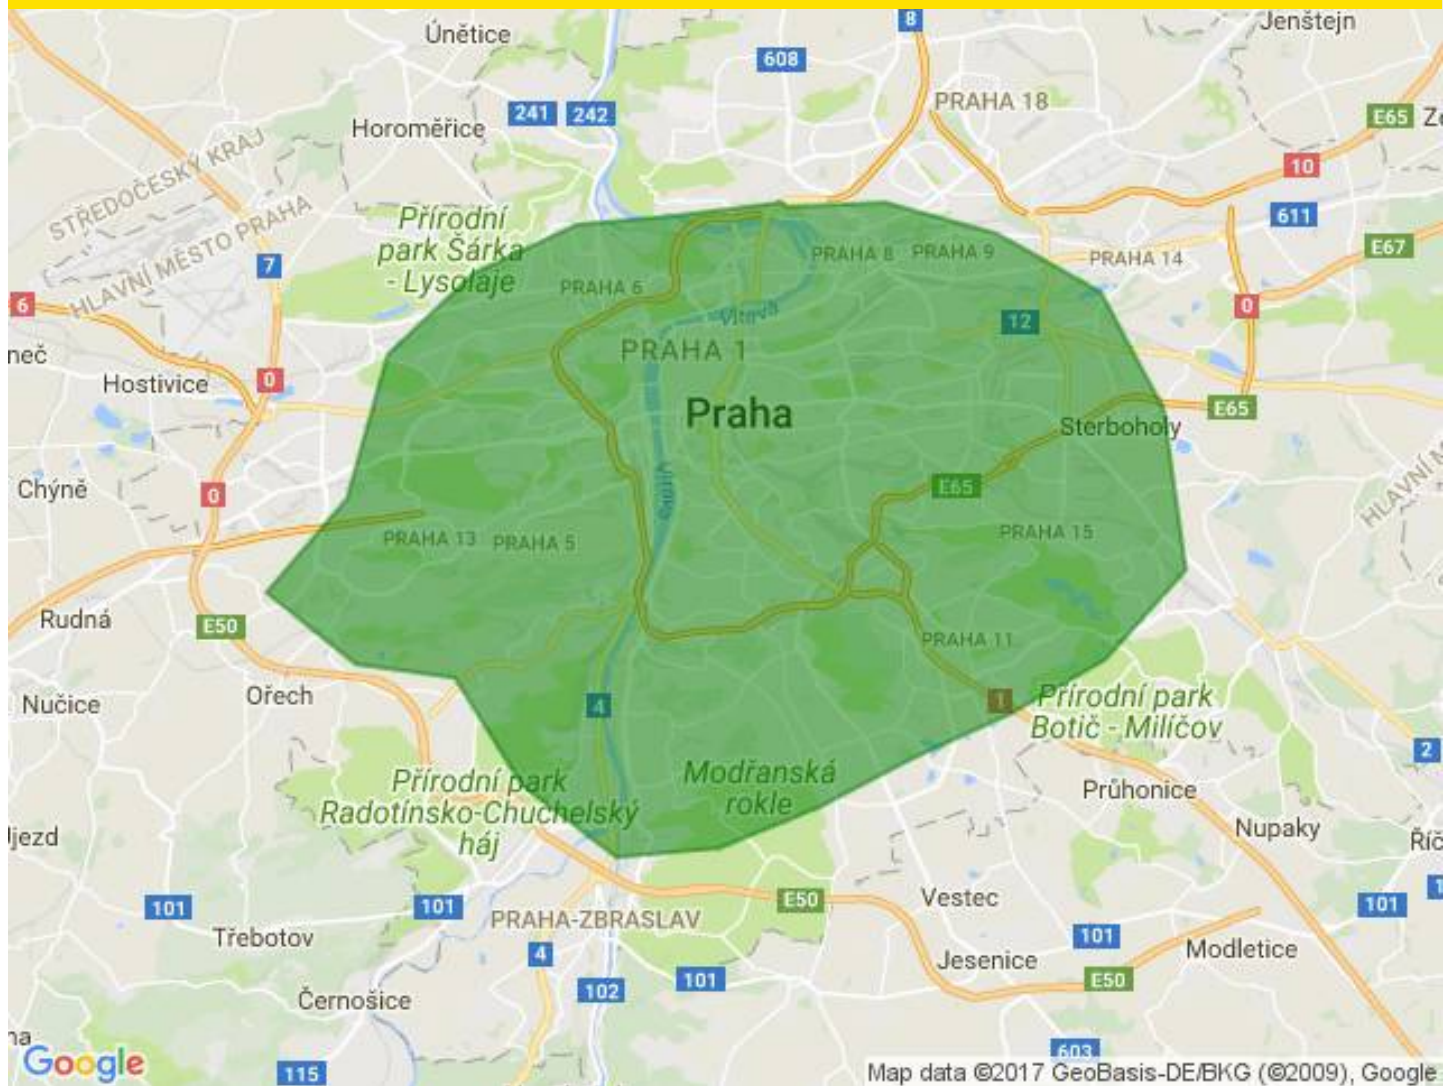 Únětice
8
Jenštejn
608
PRAHA 18
241
242
Horoměřice
E65
10
STŘEDOČESKÝ KRAJ
HLAVNÍ MĚSTO PRAHA
Přírodní
park Šárka
- Lysolaje
611
E67
7
PRAHA 8
PRAHA 9
PRAHA 14
PRAHA 6
6
0
Vltava
12
PRAHA 1
neč
Hostivice
0
Praha
E65
Sterboholy
Chýně
0
Vltava
E65
HLAVNÍ M
PRAHA 13
PRAHA 5
PRAHA 15
Rudná
E50
PRAHA 11
Nučice
Ořech
4
1
Přírodní park
Botič - Milíčov
2
Přírodní park
Radotínsko-Chuchelský
háj
Modřanská
rokle
Průhonice
Nupaky
Říč
Jjezd
101
101
E50
Vestec
101
1
PRAHA-ZBRASLAV
Třebotov
4
101
Modletice
Jesenice
101
E50
102
Černošice
na
Google
115
603
Map data ©2017 GeoBasis-DE/BKG (©2009), Google